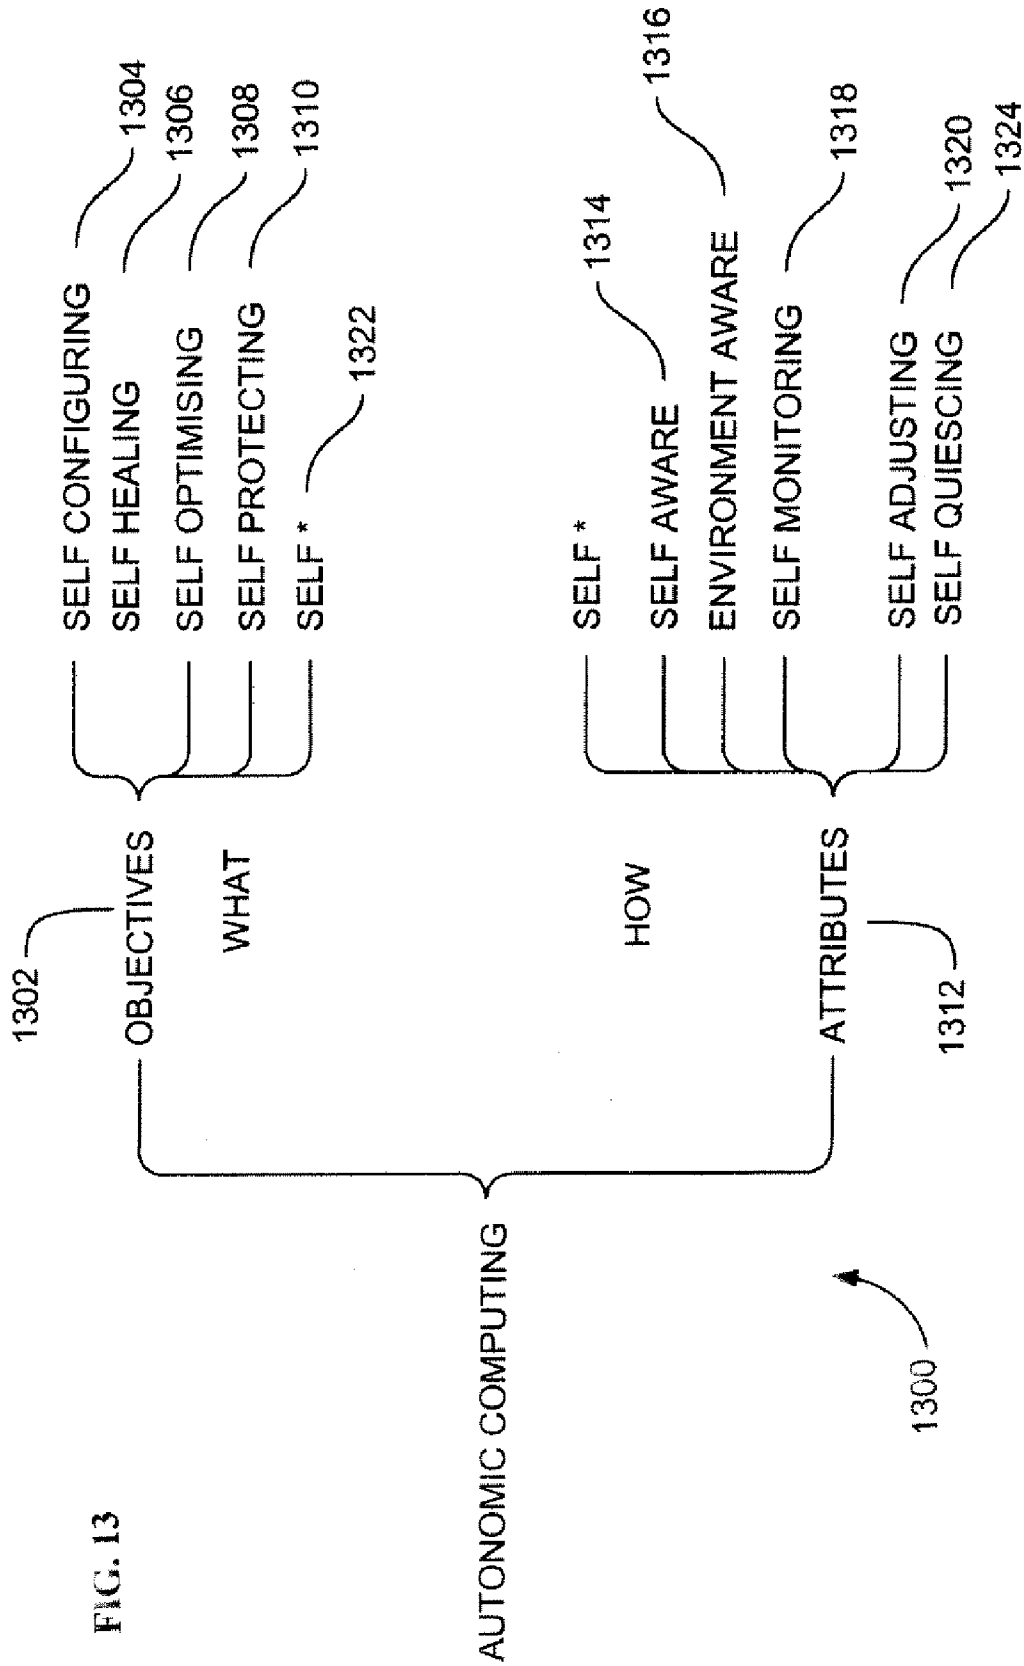 FIG. 13
AUTONOMIC COMPUTING
1300
1302
OBJECTIVES
WHAT
HOW
ATTRIBUTES
1312
SELF CONFIGURING 1304
SELF HEALING 1306
SELF OPTIMISING 1308
SELF PROTECTING 1310
SELF * 1322
SELF *
SELF AWARE 1314
ENVIRONMENT AWARE 1316
SELF MONITORING 1318
SELF ADJUSTING 1320
SELF QUIESCING 1324